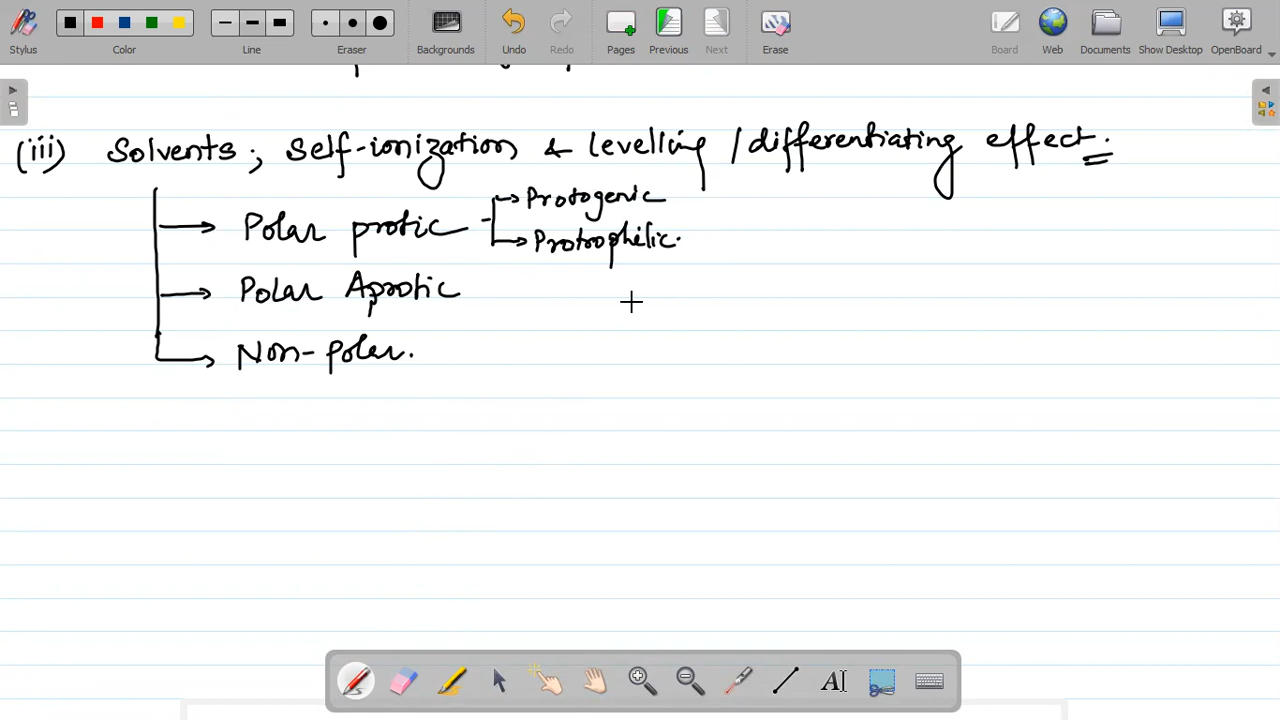 Stylus Color Line Eraser Backgrounds Undo Redo Pages Previous Next Erase Board Web Documents Show Desktop OpenBoard
(iii) Solvents; Self-ionization & levelling / differentiating effect.
Protogenic
Polar protic
Protrophilic.
Polar Aprotic
Non-polar.